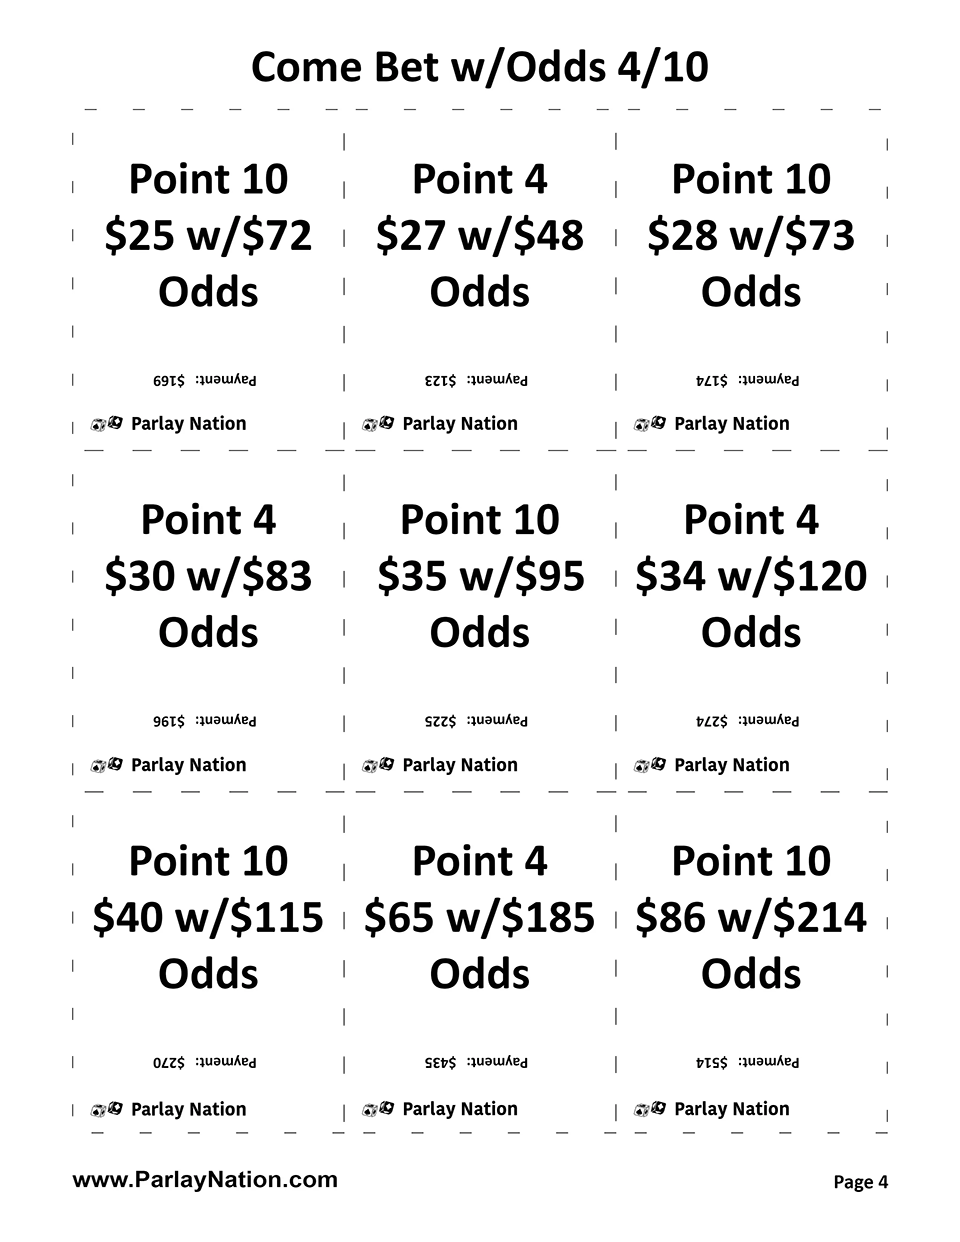 Come Bet w/Odds 4/10
Point 10
$25 w/$72
Odds
Payment: $169
Parlay Nation
Point 4
$27 w/$48
Odds
Payment: $123
Parlay Nation
Point 10
$28 w/$73
Odds
Payment: $174
Parlay Nation
Point 4
$30 w/$83
Odds
Payment: $196
Parlay Nation
Point 10
$35 w/$95
Odds
Payment: $225
Parlay Nation
Point 4
$34 w/$120
Odds
Payment: $274
Parlay Nation
Point 10
$40 w/$115
Odds
Payment: $270
Parlay Nation
Point 4
$65 w/$185
Odds
Payment: $435
Parlay Nation
Point 10
$86 w/$214
Odds
Payment: $514
Parlay Nation
www.ParlayNation.com
Page 4